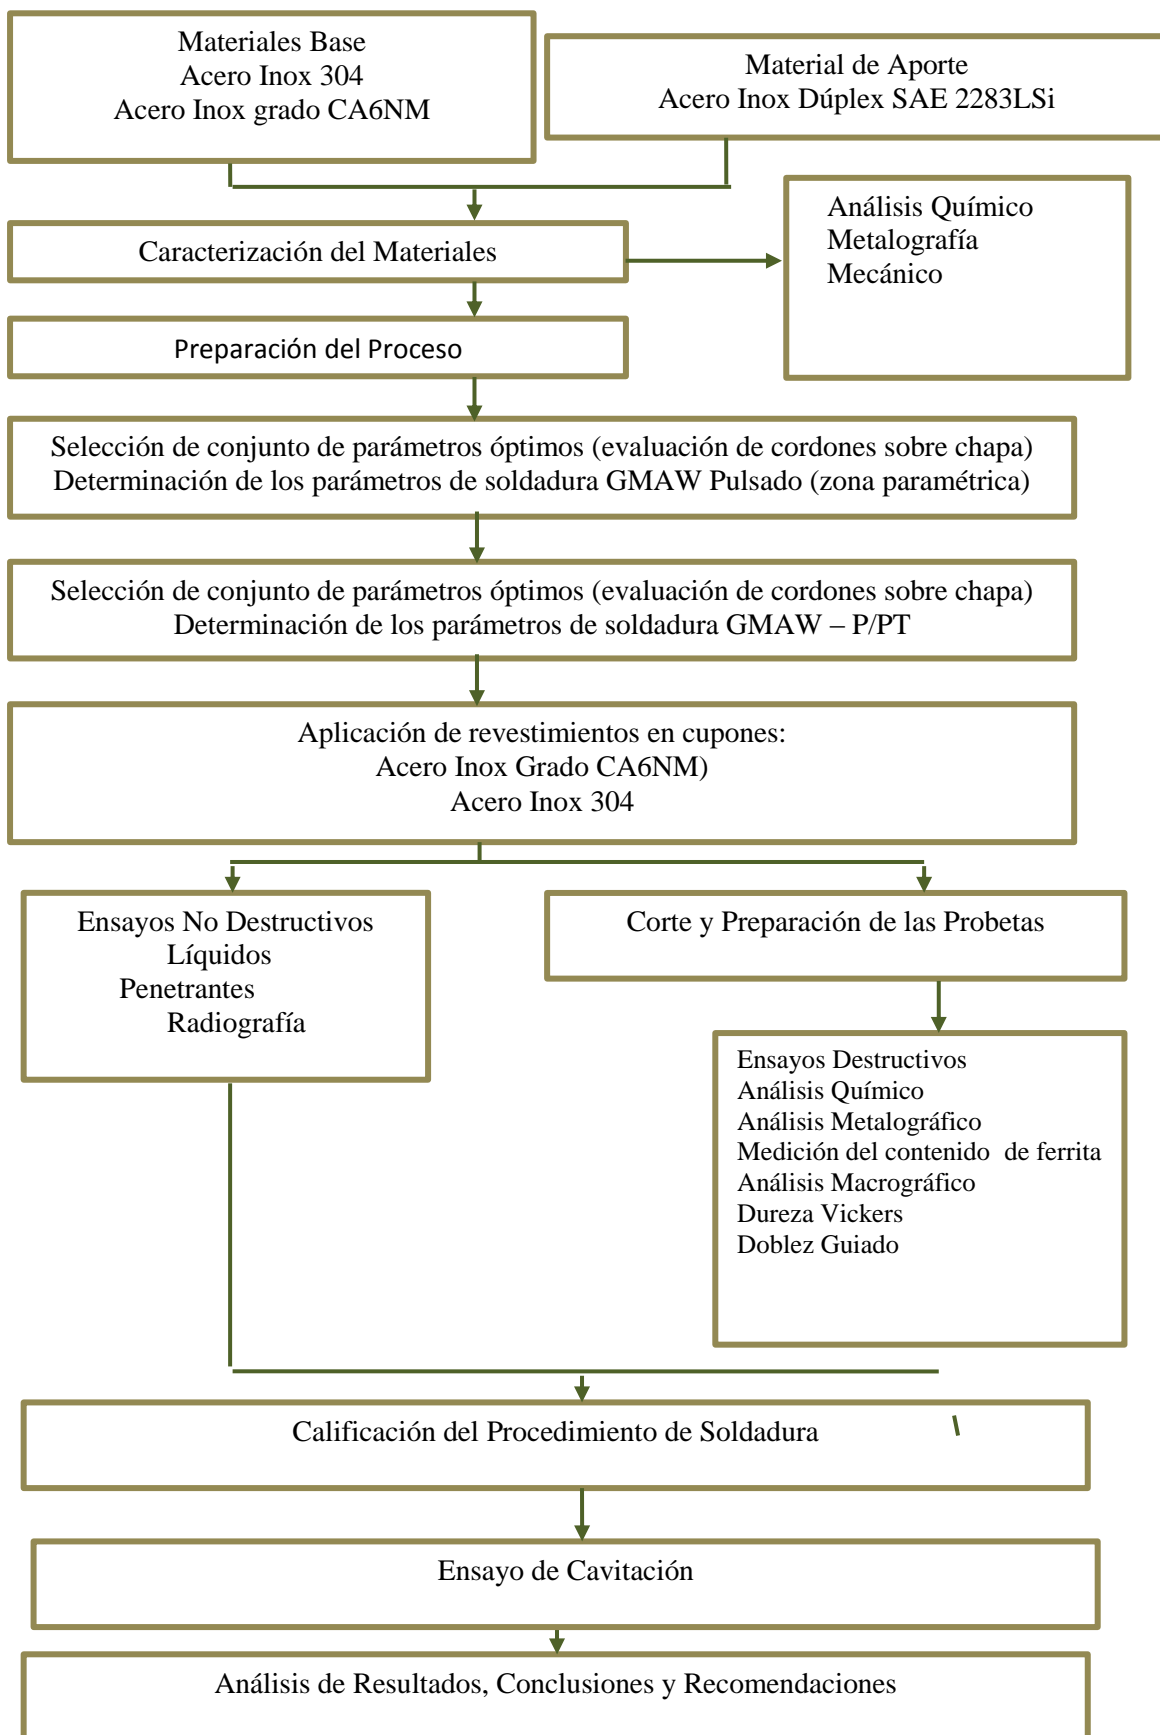 Materiales Base
Acero Inox 304
Acero Inox grado CA6NM
Material de Aporte
Acero Inox Dúplex SAE 2283LSi
Caracterización del Materiales
Análisis Químico
Metalografía
Mecánico
Preparación del Proceso
Selección de conjunto de parámetros óptimos (evaluación de cordones sobre chapa)
Determinación de los parámetros de soldadura GMAW Pulsado (zona paramétrica)
Selección de conjunto de parámetros óptimos (evaluación de cordones sobre chapa)
Determinación de los parámetros de soldadura GMAW – P/PT
Aplicación de revestimientos en cupones:
Acero Inox Grado CA6NM)
Acero Inox 304
Ensayos No Destructivos
Líquidos
Penetrantes
Radiografía
Corte y Preparación de las Probetas
Ensayos Destructivos
Análisis Químico
Análisis Metalográfico
Medición del contenido de ferrita
Análisis Macrográfico
Dureza Vickers
Doblez Guiado
Calificación del Procedimiento de Soldadura
Ensayo de Cavitación
Análisis de Resultados, Conclusiones y Recomendaciones